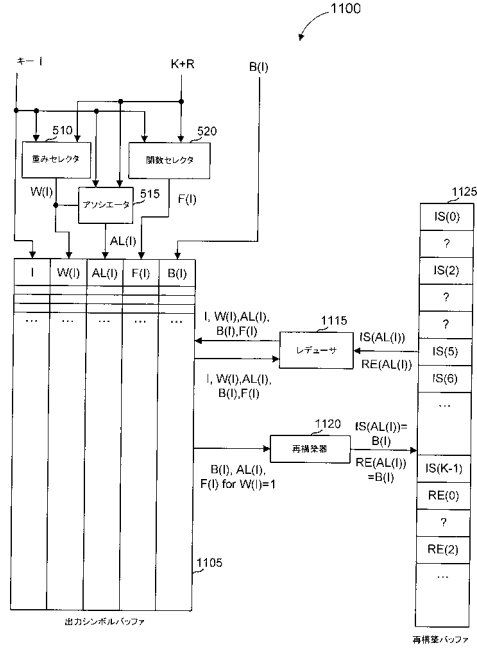 1100
キー I
K+R
B(I)
510
520
重みセレクタ
関数セレクタ
W(I)
アソシエータ
515
F(I)
AL(I)
1125
IS(0)
?
IS(2)
?
?
IS(5)
IS(6)
...
IS(K-1)
RE(0)
?
RE(2)
...
I
W(I)
AL(I)
F(I)
B(I)
...
...
...
...
...
I, W(I),AL(I),
B(I),F(I)
1115
レデューサ
IS(AL(I))
RE(AL(I))
I, W(I),AL(I),
B(I),F(I)
1120
再構築器
IS(AL(I))=
B(I)
RE(AL(I))
=B(I)
B(I), AL(I),
F(I) for W(I)=1
1105
出力シンボルバッファ
再構築バッファ